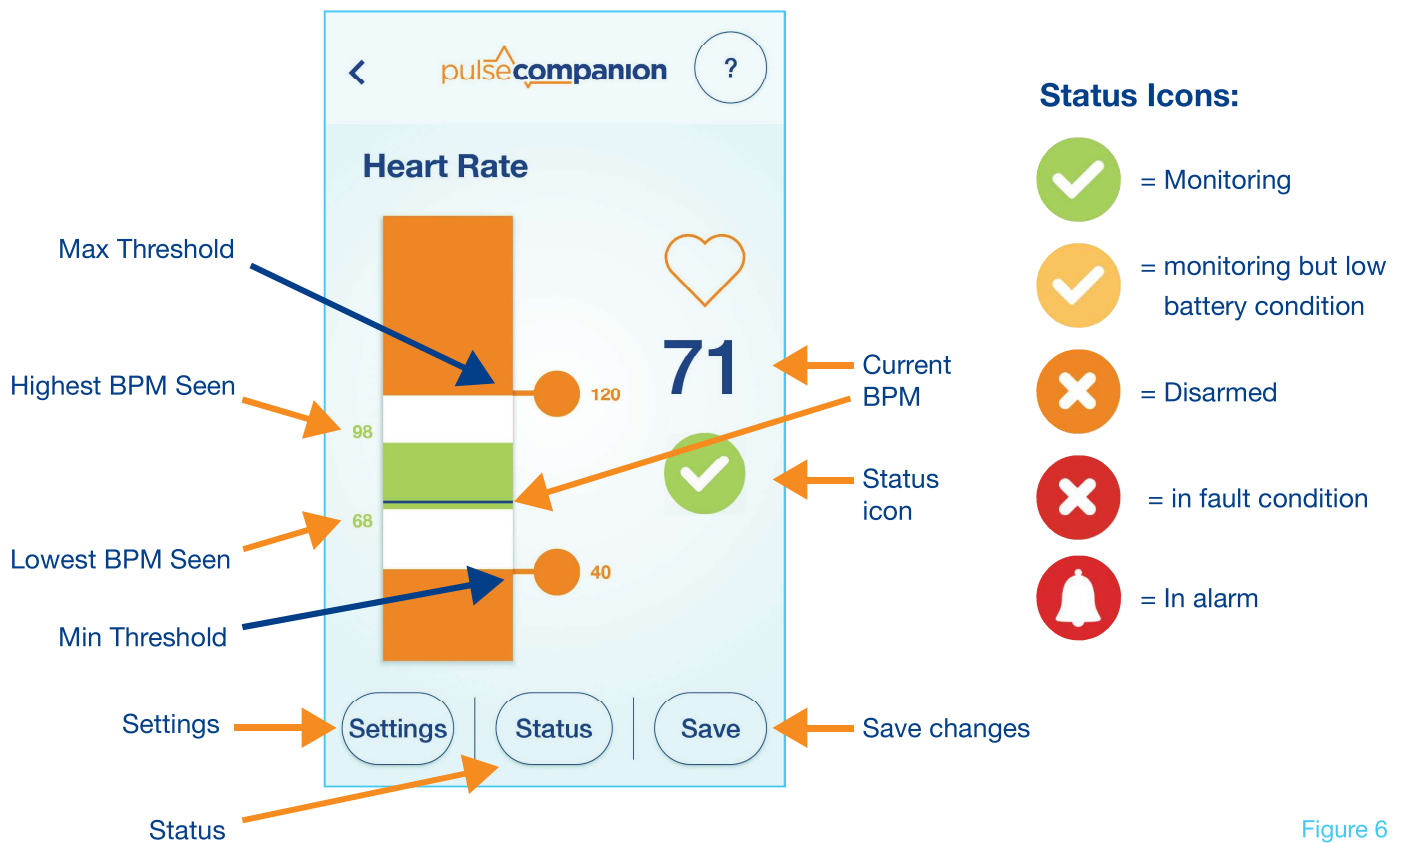 pulsecompanion
?
Heart Rate
Max Threshold
Highest BPM Seen
98
68
Lowest BPM Seen
Min Threshold
120
40
71
Current
BPM
Status
icon
Settings
Settings
Status
Save
Save changes
Status
Status Icons:
= Monitoring
= monitoring but low
battery condition
= Disarmed
= in fault condition
= In alarm
Figure 6